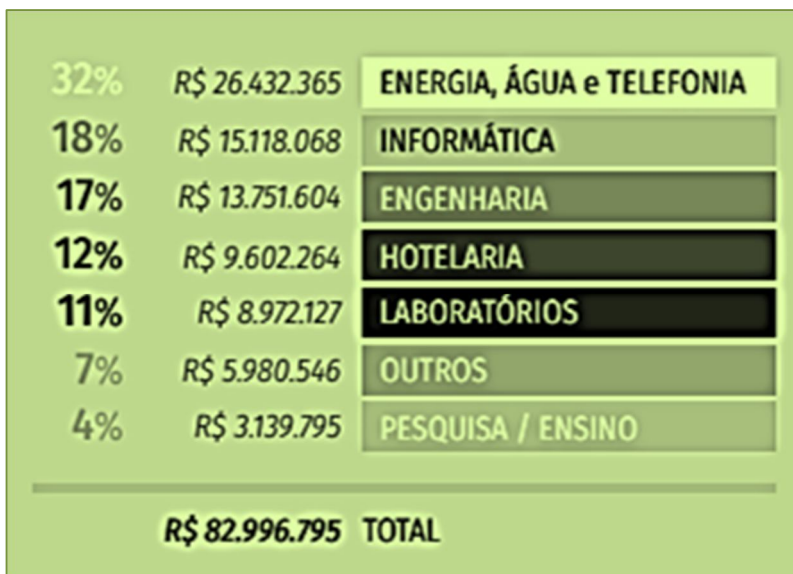 32% R$ 26.432.365 ENERGIA, ÁGUA e TELEFONIA
18% R$ 15.118.068 INFORMÁTICA
17% R$ 13.751.604 ENGENHARIA
12% R$ 9.602.264 HOTELARIA
11% R$ 8.972.127 LABORATÓRIOS
7% R$ 5.980.546 OUTROS
4% R$ 3.139.795 PESQUISA / ENSINO
R$ 82.996.795 TOTAL